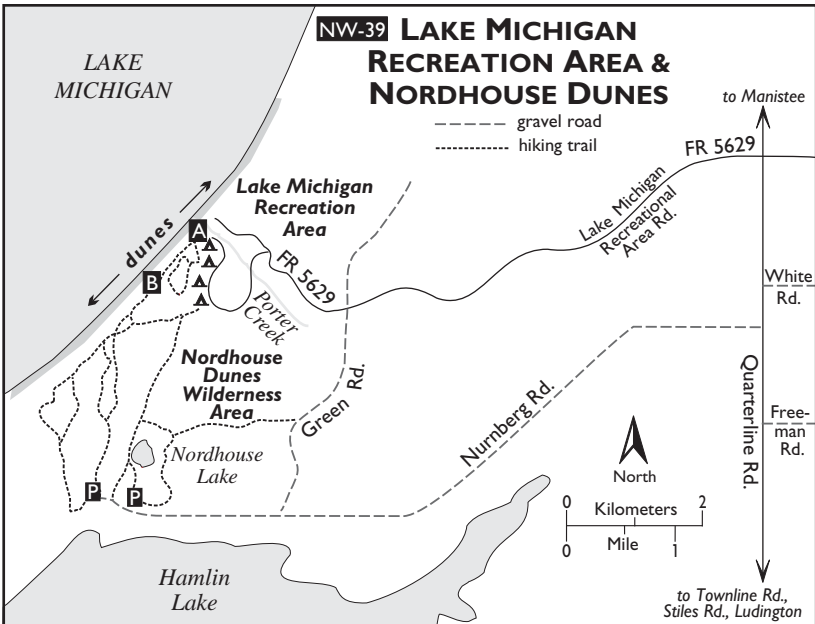 NW-39 LAKE MICHIGAN
RECREATION AREA &
NORDHOUSE DUNES
gravel road
hiking trail
LAKE
MICHIGAN
to Manistee
FR 5629
Lake Michigan
Recreational
Area Rd.
Lake Michigan
Recreation
Area
dunes
A
B
FR 5629
Porter
Creek
White
Rd.
Nordhouse
Dunes
Wilderness
Area
Green Rd.
Nurnberg Rd.
Quarterline Rd.
Free-
man
Rd.
Nordhouse
Lake
P
P
North
0 2
Kilometers
Mile
0 1
Hamlin
Lake
to Townline Rd.,
Stiles Rd., Ludington